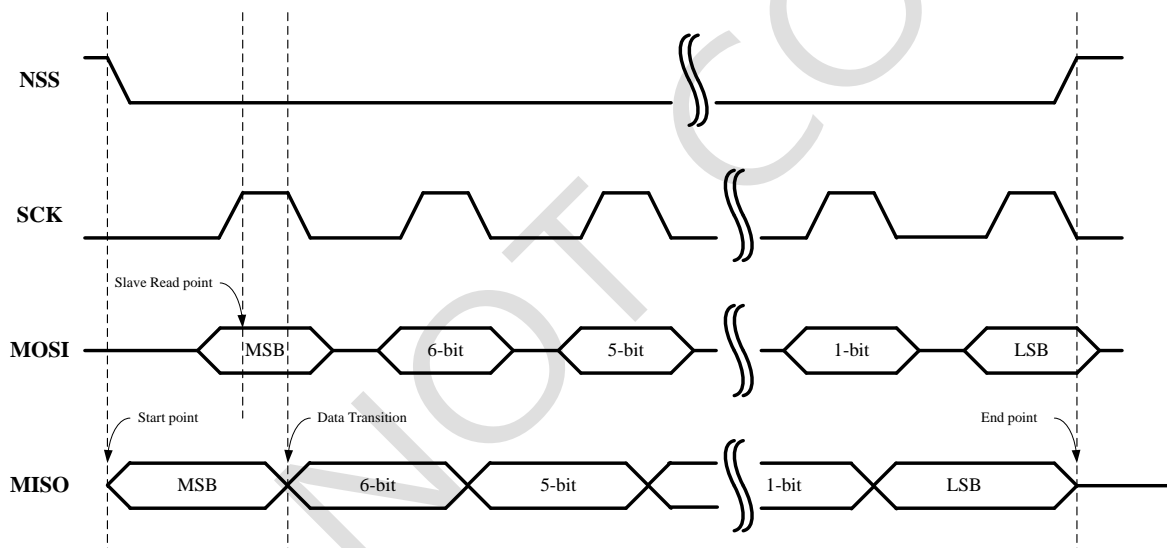 NSS
SCK
Slave Read point
MOSI MSB 6-bit 5-bit 1-bit LSB
Start point Data Transition End point
MISO MSB 6-bit 5-bit 1-bit LSB
NOT CO